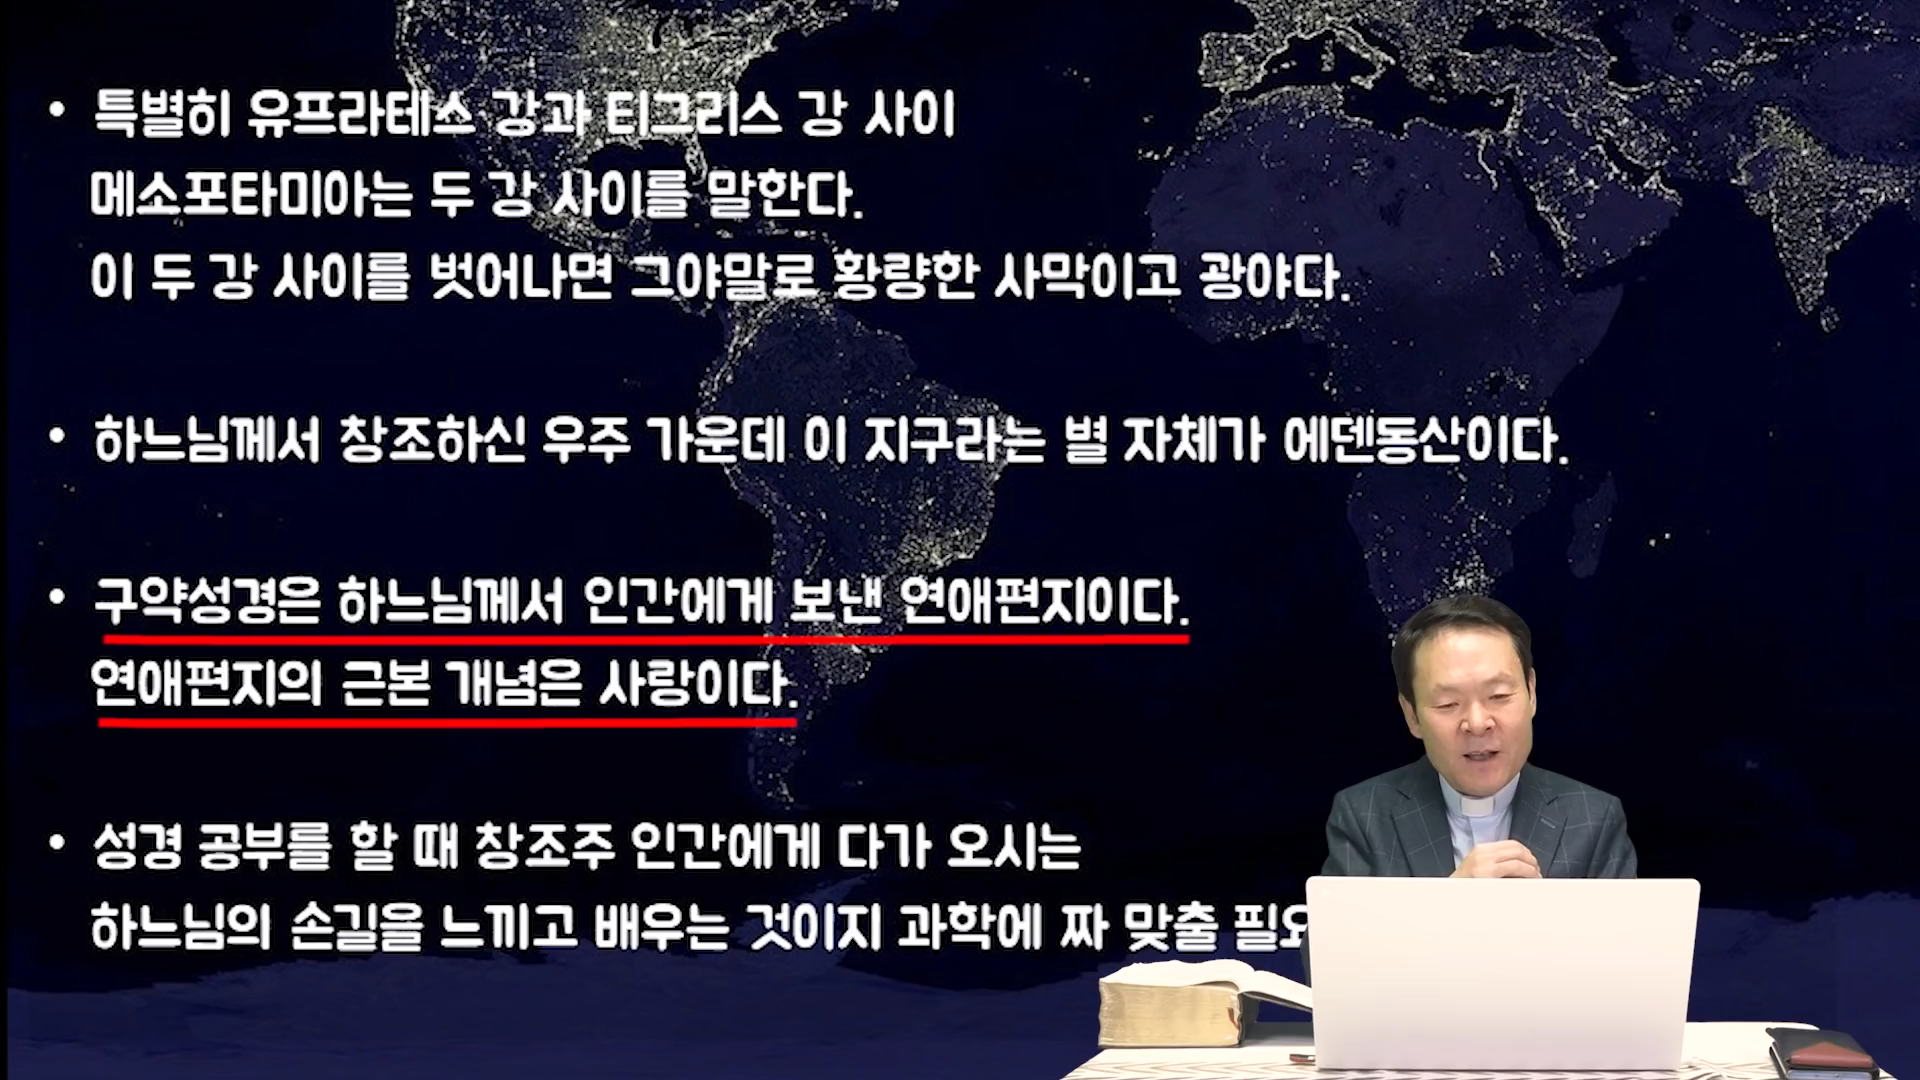 • 특별히 유프라테스 강과 티그리스 강 사이
메소포타미아는 두 강 사이를 말한다.
이 두 강 사이를 벗어나면 그야말로 황량한 사막이고 광야다.
• 하느님께서 창조하신 우주 가운데 이 지구라는 별 자체가 에덴동산이다.
• 구약성경은 하느님께서 인간에게 보낸 연애편지이다.
연애편지의 근본 개념은 사랑이다.
• 성경 공부를 할 때 창조주 인간에게 다가 오시는
하느님의 손길을 느끼고 배우는 것이지 과학에 짜 맞출